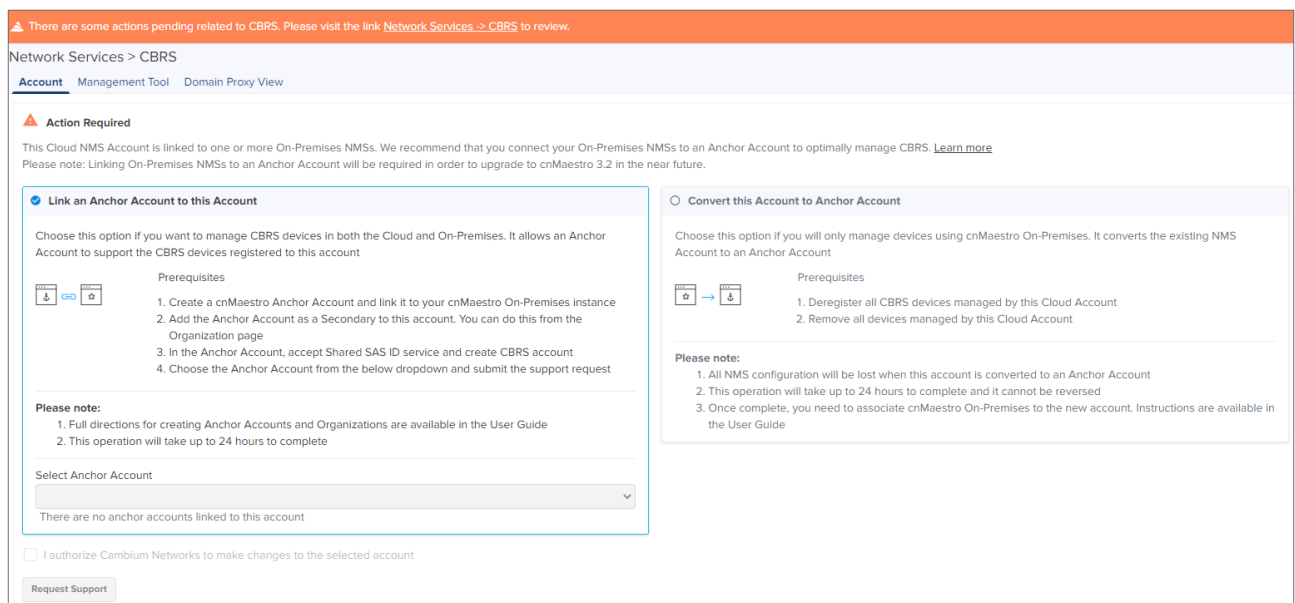 There are some actions pending related to CBRS. Please visit the link Network Services -> CBRS to review.
Network Services > CBRS
Account Management Tool Domain Proxy View
Action Required
This Cloud NMS Account is linked to one or more On-Premises NMSs. We recommend that you connect your On-Premises NMSs to an Anchor Account to optimally manage CBRS. Learn more
Please note: Linking On-Premises NMSs to an Anchor Account will be required in order to upgrade to cnMaestro 3.2 in the near future.
Link an Anchor Account to this Account
Choose this option if you want to manage CBRS devices in both the Cloud and On-Premises. It allows an Anchor
Account to support the CBRS devices registered to this account
Prerequisites
1. Create a cnMaestro Anchor Account and link it to your cnMaestro On-Premises instance
2. Add the Anchor Account as a Secondary to this account. You can do this from the
Organization page
3. In the Anchor Account, accept Shared SAS ID service and create CBRS account
4. Choose the Anchor Account from the below dropdown and submit the support request
Please note:
1. Full directions for creating Anchor Accounts and Organizations are available in the User Guide
2. This operation will take up to 24 hours to complete
Select Anchor Account
There are no anchor accounts linked to this account
Convert this Account to Anchor Account
Choose this option if you will only manage devices using cnMaestro On-Premises. It converts the existing NMS
Account to an Anchor Account
Prerequisites
1. Deregister all CBRS devices managed by this Cloud Account
2. Remove all devices managed by this Cloud Account
Please note:
1. All NMS configuration will be lost when this account is converted to an Anchor Account
2. This operation will take up to 24 hours to complete and it cannot be reversed
3. Once complete, you need to associate cnMaestro On-Premises to the new account. Instructions are available in
the User Guide
I authorize Cambium Networks to make changes to the selected account
Request Support